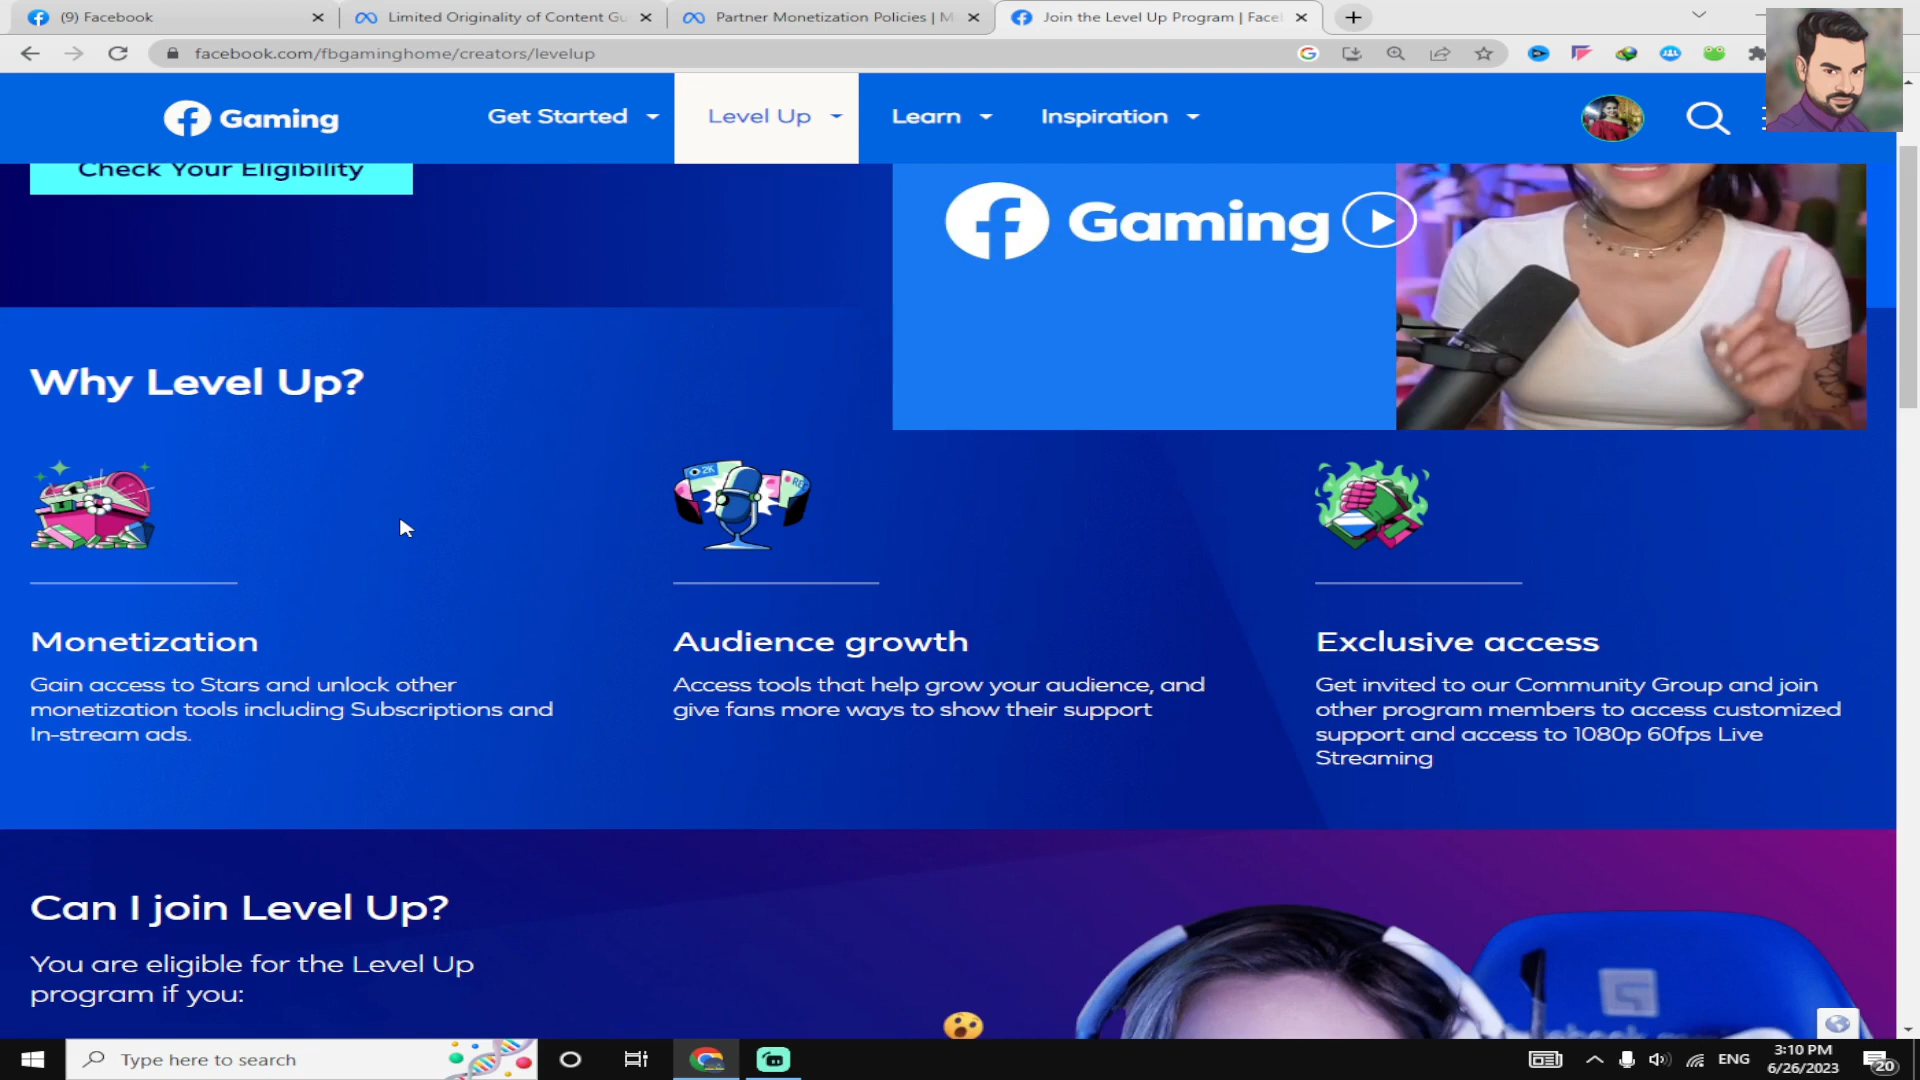 (9) Facebook
Limited Originality of Content Gu
Partner Monetization Policies | M
Join the Level Up Program | Face
facebook.com/fbgaminghome/creators/levelup
Gaming
Get Started
Level Up
Learn
Inspiration
Check Your Eligibility
Gaming
Why Level Up?
2K
Monetization
Gain access to Stars and unlock other
monetization tools including Subscriptions and
In-stream ads.
Audience growth
Access tools that help grow your audience, and
give fans more ways to show their support
Exclusive access
Get invited to our Community Group and join
other program members to access customized
support and access to 1080p 60fps Live
Streaming
Can I join Level Up?
You are eligible for the Level Up
program if you:
Type here to search
ENG
3:10 PM
6/26/2023
20